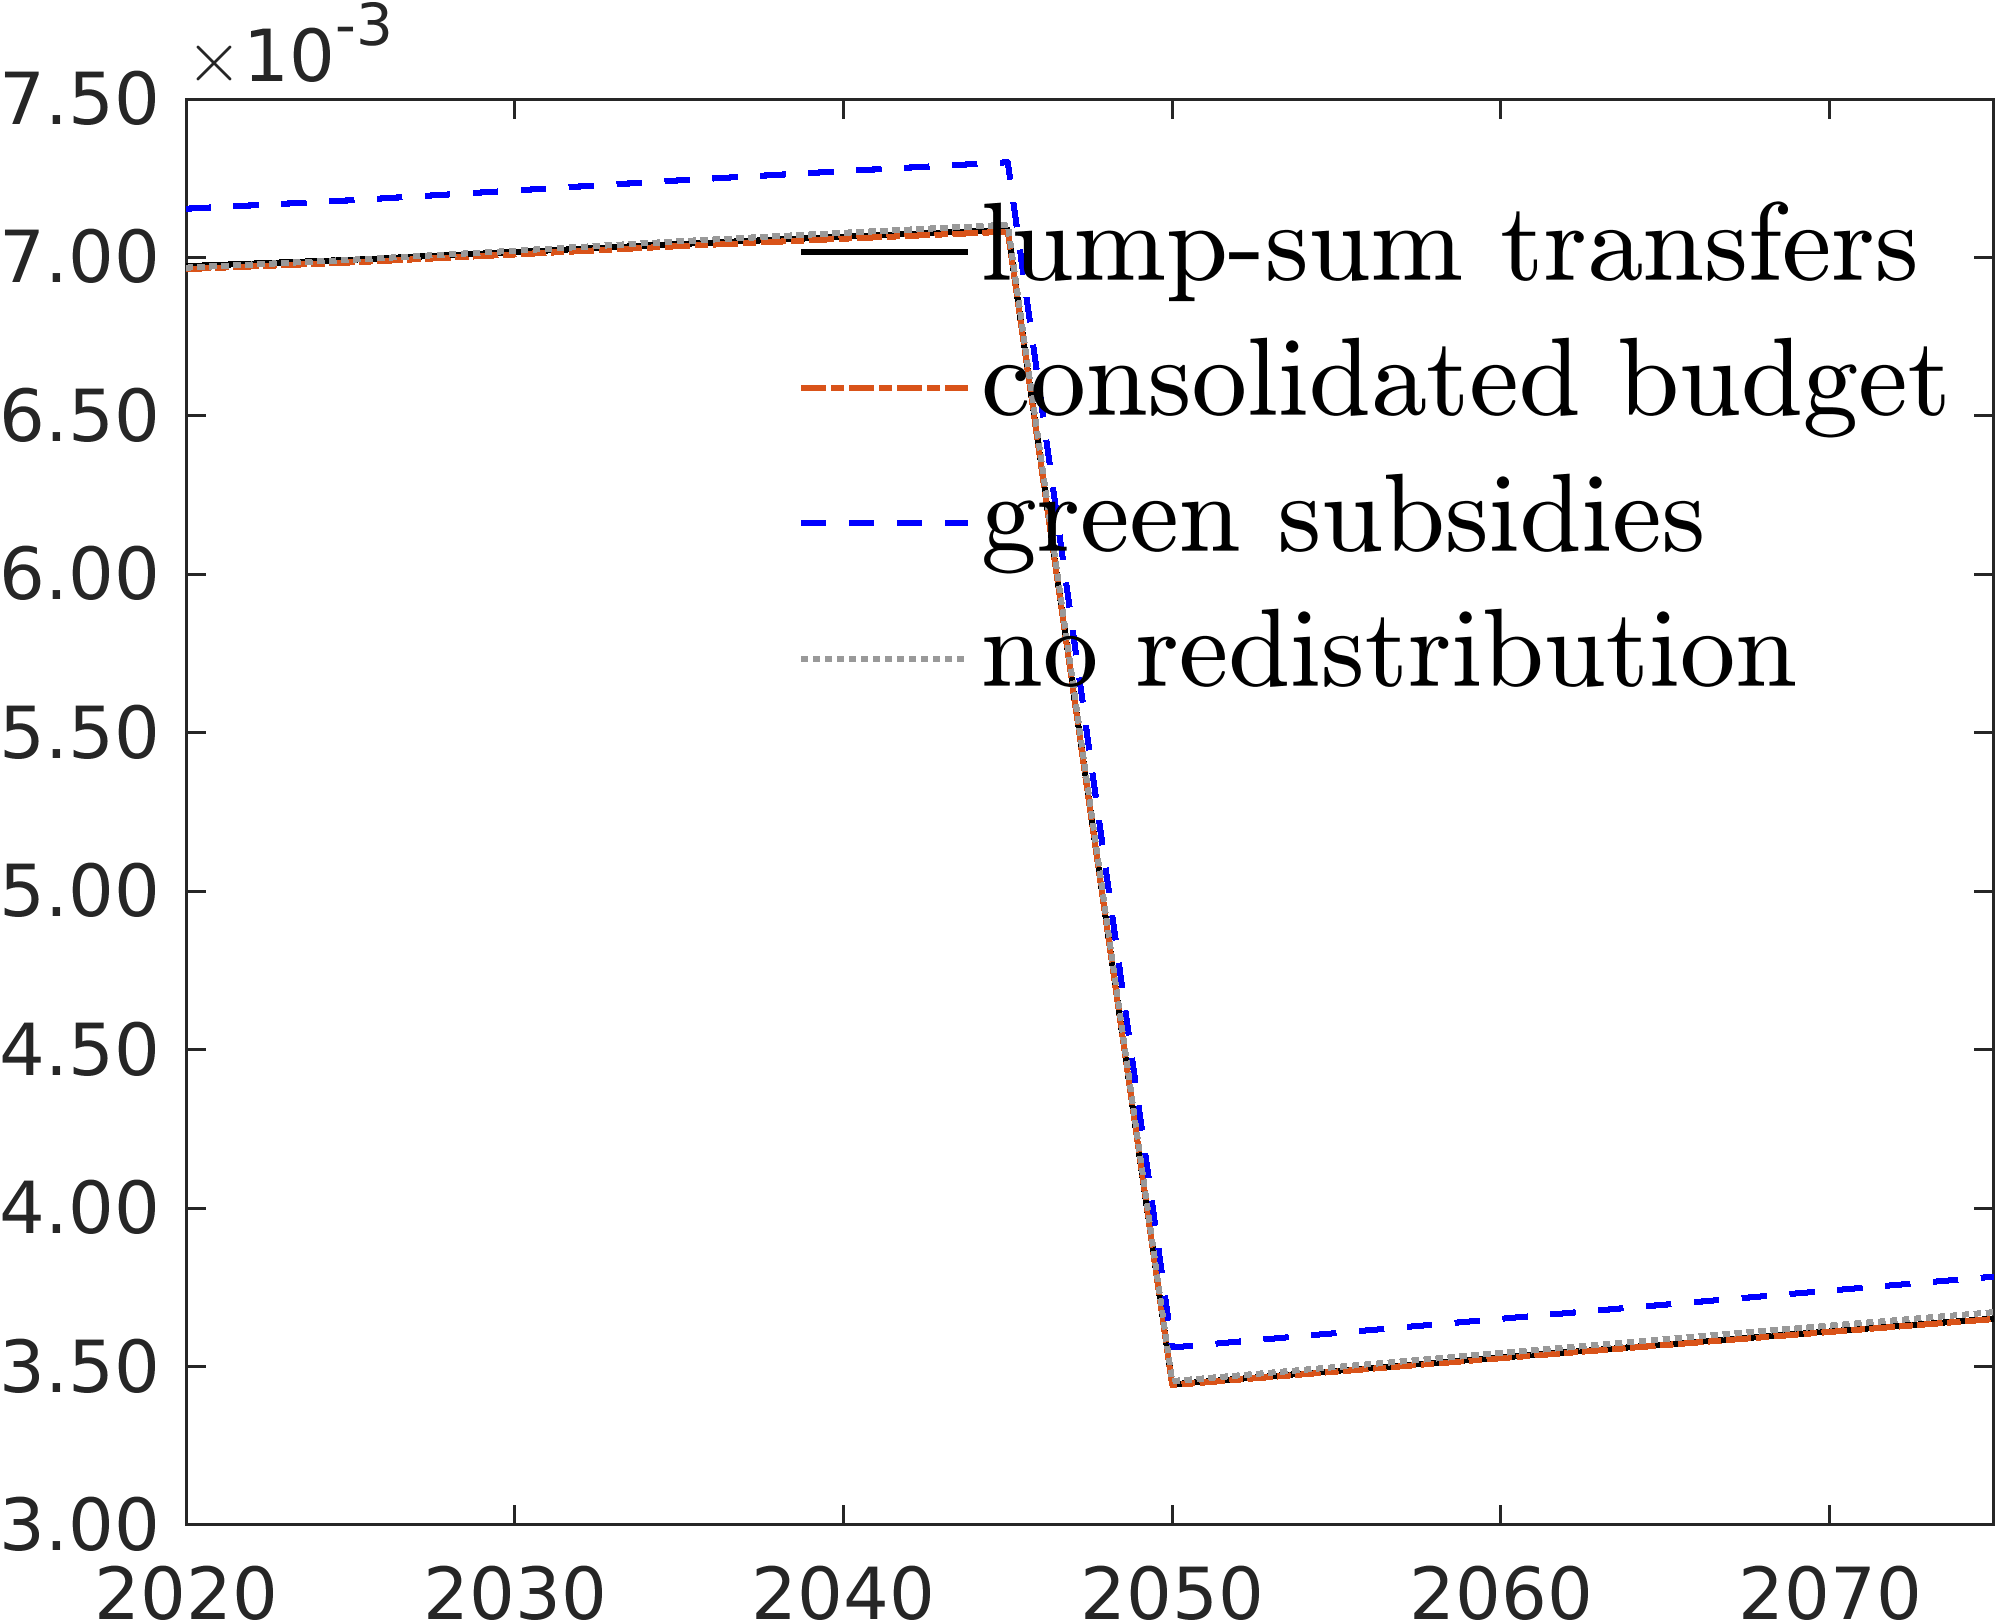 ×10-3
7.50
7.00
6.50
6.00
5.50
5.00
4.50
4.00
3.50
3.00
lump-sum transfers
consolidated budget
green subsidies
no redistribution
2020 2030 2040 2050 2060 2070